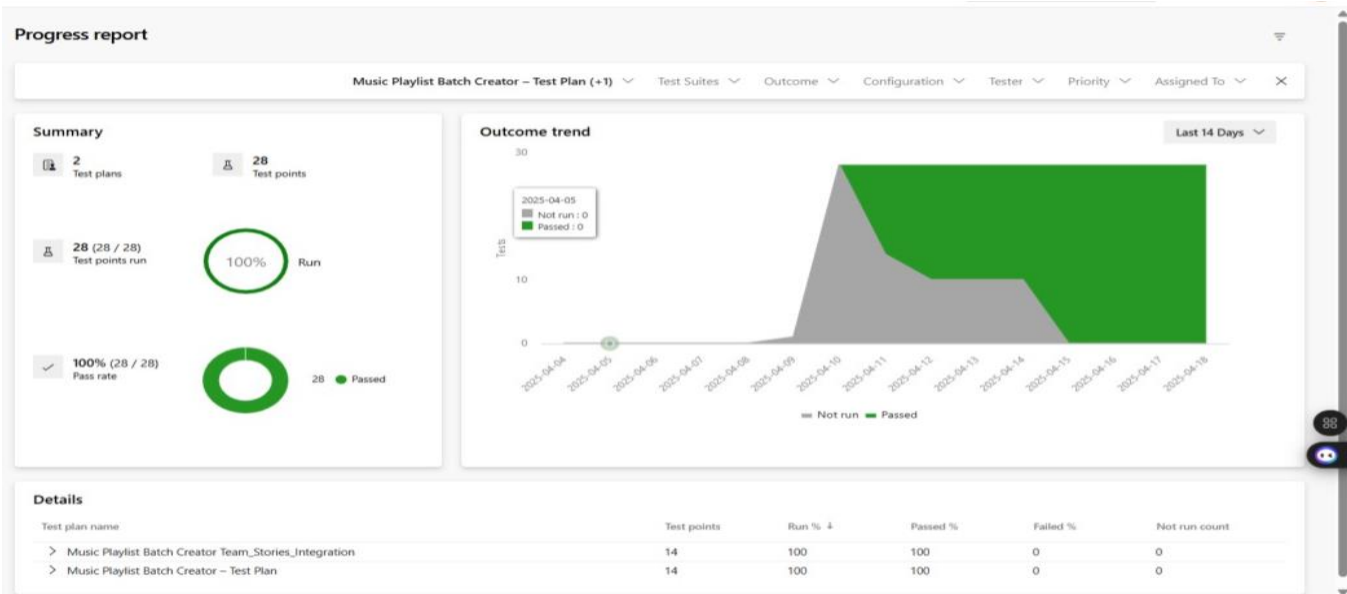 Progress report
Music Playlist Batch Creator – Test Plan (+1) Test Suites Outcome Configuration Tester Priority Assigned To
Summary
2
Test plans
28
Test points
28 (28 / 28)
Test points run
100%
Run
100% (28 / 28)
Pass rate
28 Passed
Outcome trend
Last 14 Days
30
2025-04-05
Not run : 0
Passed : 0
Tests
10
0
2025-04-04 2025-04-05 2025-04-06 2025-04-07 2025-04-08 2025-04-09 2025-04-10 2025-04-11 2025-04-12 2025-04-13 2025-04-14 2025-04-15 2025-04-16 2025-04-17 2025-04-18
Not run Passed
Details
Test plan name Test points Run % Passed % Failed % Not run count
Music Playlist Batch Creator Team_Stories_Integration 14 100 100 0 0
Music Playlist Batch Creator – Test Plan 14 100 100 0 0